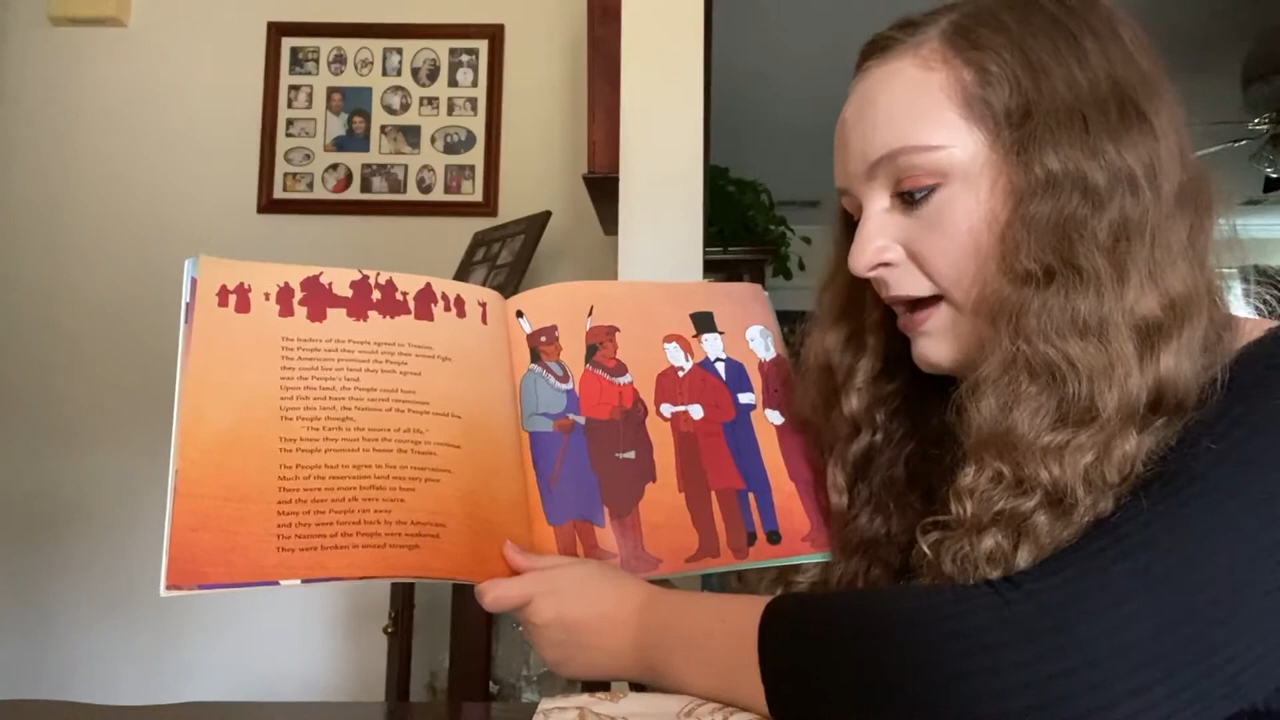 The leaders of the People agreed to Treaties.
The People said they would stop their armed fight.
The Americans promised the People
they could live on land they both agreed
was the People's land.
Upon this land, the People could hunt
and fish and have their sacred ceremonies.
Upon this land, the Nations of the People could live.
The People thought,
"The Earth is the source of all life."
They knew they must have the courage to continue.
The People promised to honor the Treaties.
The People had to agree to live on reservations.
Much of the reservation land was very poor.
There were no more buffalo to hunt
and the deer and elk were scarce.
Many of the People ran away
and they were forced back by the Americans.
The Nations of the People were weakened.
They were broken in united strength.